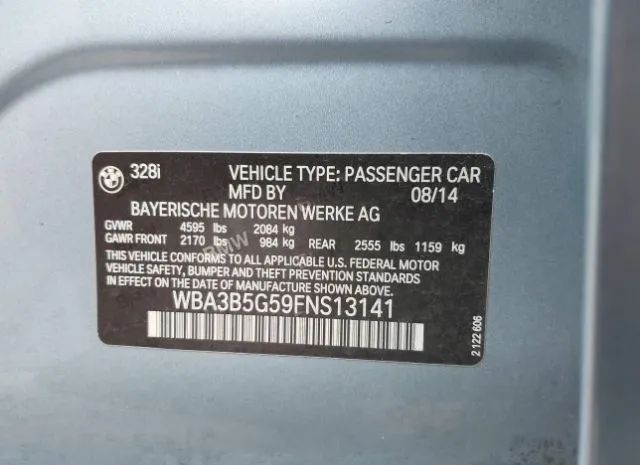 BMW 328i VEHICLE TYPE: PASSENGER CAR
MFD BY 08/14
BAYERISCHE MOTOREN WERKE AG
GVWR 4595 lbs 2084 kg
GAWR FRONT 2170 lbs 984 kg REAR 2555 lbs 1159 kg
THIS VEHICLE CONFORMS TO ALL APPLICABLE U.S. FEDERAL MOTOR
VEHICLE SAFETY, BUMPER AND THEFT PREVENTION STANDARDS
IN EFFECT ON THE DATE OF MANUFACTURE SHOWN ABOVE.
WBA3B5G59FNS13141
2 122 606